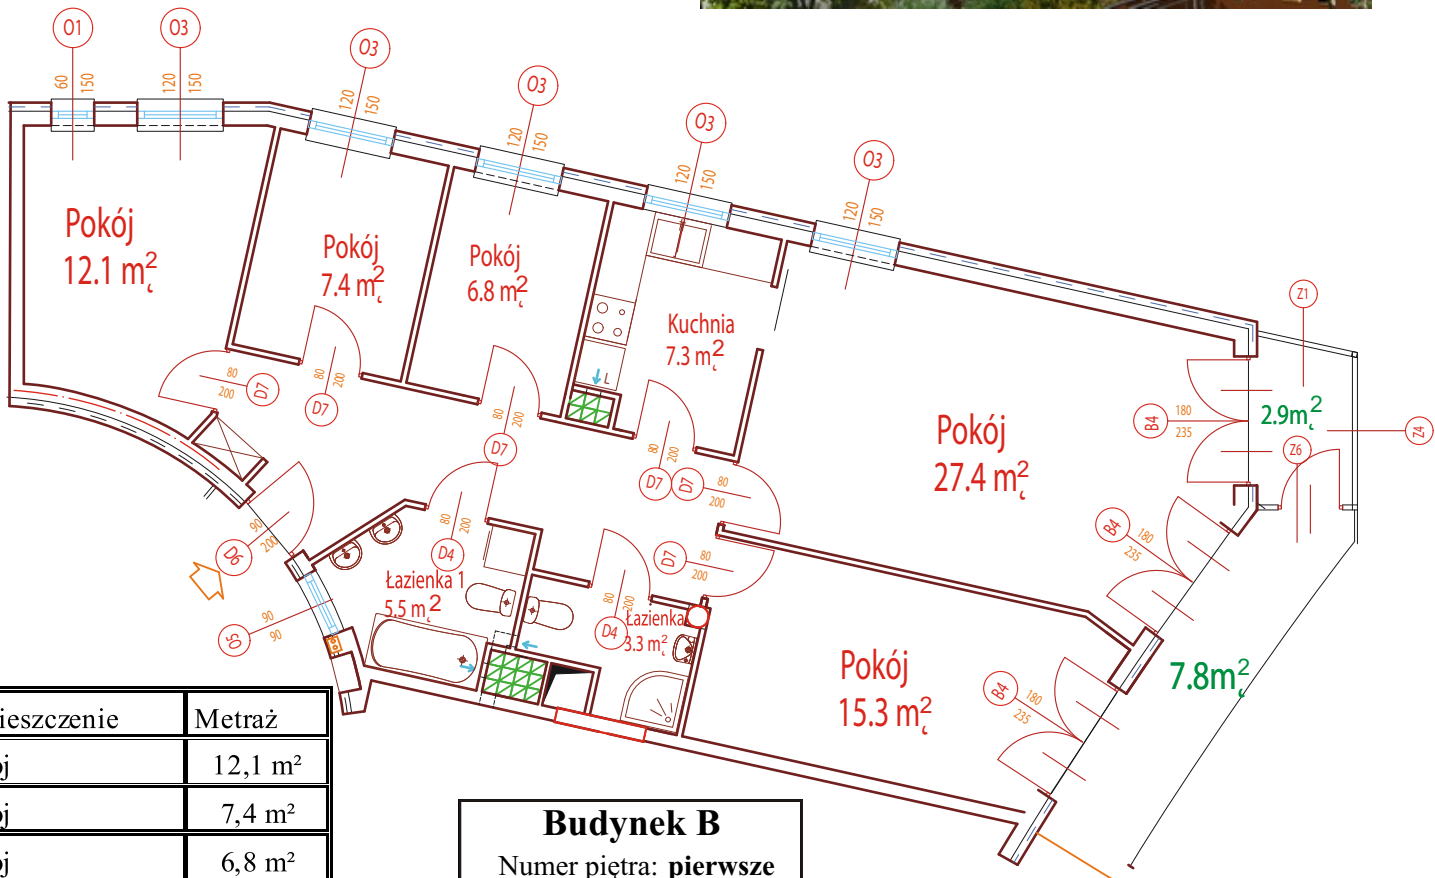 O1
O3
O3
O3
O3
O3
60
150
120
150
120
150
120
150
120
150
120
150
Pokój
12.1 m²
Pokój
7.4 m²
Pokój
6.8 m²
Kuchnia
7.3 m²
L
Pokój
27.4 m²
Z1
2.9m²
Z4
Z6
B4
180
235
80
200
D7
80
200
D7
80
200
D7
80
200
D7
D7
80
200
90
200
D6
80
200
D4
D7
80
200
80
200
D4
B4
180
235
Łazienka 1
5.5 m²
Łazienka
3.3 m²
90
90
SO
Pokój
15.3 m²
B4
180
235
7.8m²
ieszczenie Metraż
ój 12,1 m²
ój 7,4 m²
ój 6,8 m²
Budynek B
Numer piętra: pierwsze